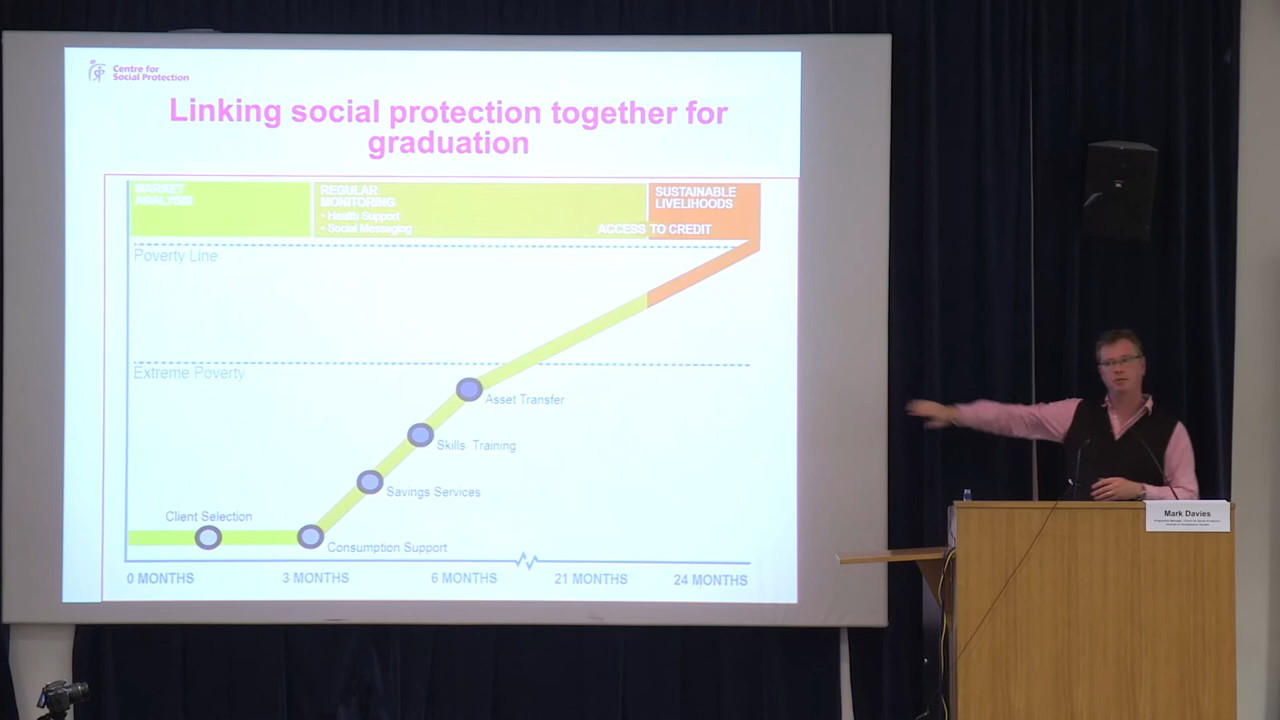 Centre for
Social Protection
Linking social protection together for
graduation
MARKET
ANALYSIS
REGULAR
MONITORING
• Health Support
• Social Messaging
SUSTAINABLE
LIVELIHOODS
ACCESS TO CREDIT
Poverty Line
Extreme Poverty
Asset Transfer
Skills Training
Savings Services
Client Selection
Consumption Support
0 MONTHS
3 MONTHS
6 MONTHS
21 MONTHS
24 MONTHS
Mark Davies